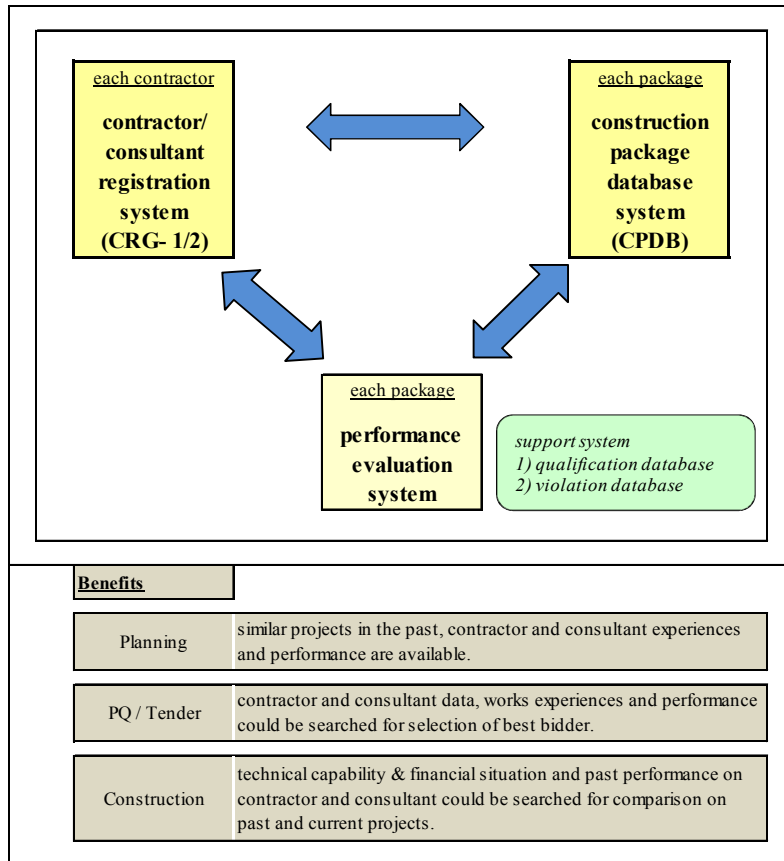 each contractor
contractor/
consultant
registration
system
(CRG- 1/2)
each package
construction
package
database
system
(CPDB)
each package
performance
evaluation
system
support system
1) qualification database
2) violation database
Benefits
Planning
similar projects in the past, contractor and consultant experiences
and performance are available.
PQ / Tender
contractor and consultant data, works experiences and performance
could be searched for selection of best bidder.
Construction
technical capability & financial situation and past performance on
contractor and consultant could be searched for comparison on
past and current projects.